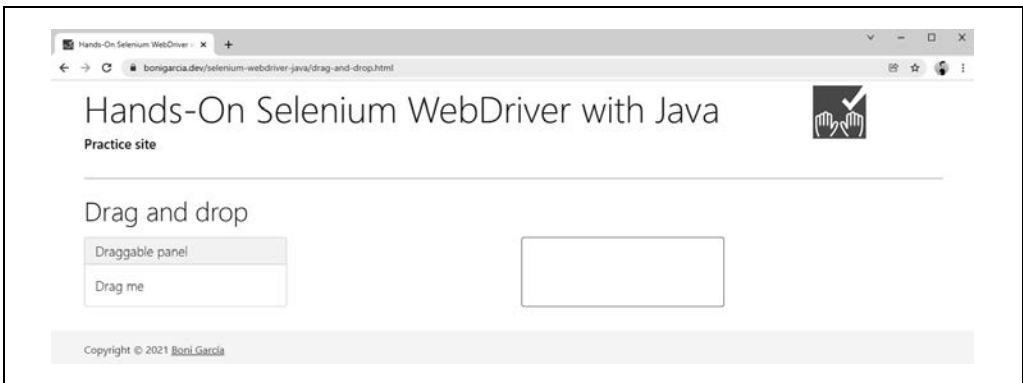 Hands-On Selenium WebDriver
bonigarcia.dev/selenium-webdriver-java/drag-and-drop.html
Hands-On Selenium WebDriver with Java
Practice site
Drag and drop
Draggable panel
Drag me
Copyright © 2021 Boni García